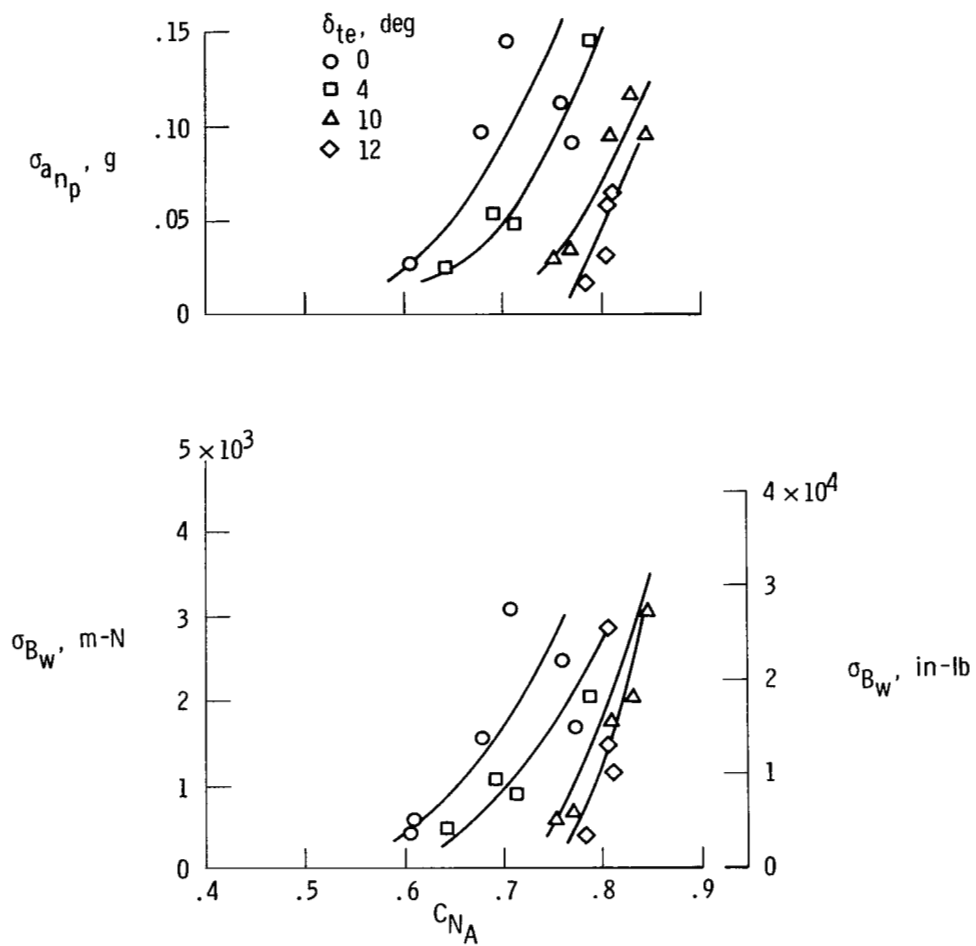 δte, deg
0
4
10
12
.15
.10
.05
0
σanp, g
5 × 10³
4
3
2
1
0
σBw, m-N
4 × 10⁴
3
2
1
0
σBw, in-lb
.4 .5 .6 .7 .8 .9
CNA